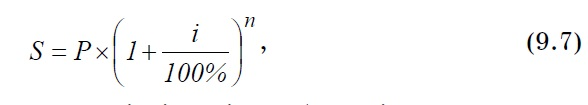 S = P × (1 + i / 100%)^n, (9.7)